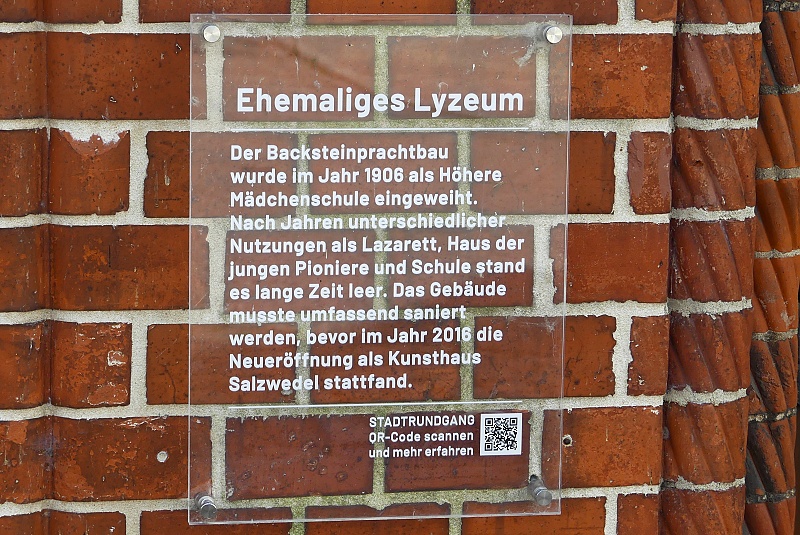 Ehemaliges Lyzeum
Der Backsteinprachtbau
wurde im Jahr 1906 als Höhere
Mädchenschule eingeweiht.
Nach Jahren unterschiedlicher
Nutzungen als Lazarett, Haus der
jungen Pioniere und Schule stand
es lange Zeit leer. Das Gebäude
musste umfassend saniert
werden, bevor im Jahr 2016 die
Neueröffnung als Kunsthaus
Salzwedel stattfand.
STADTRUNDGANG
QR-Code scannen
und mehr erfahren